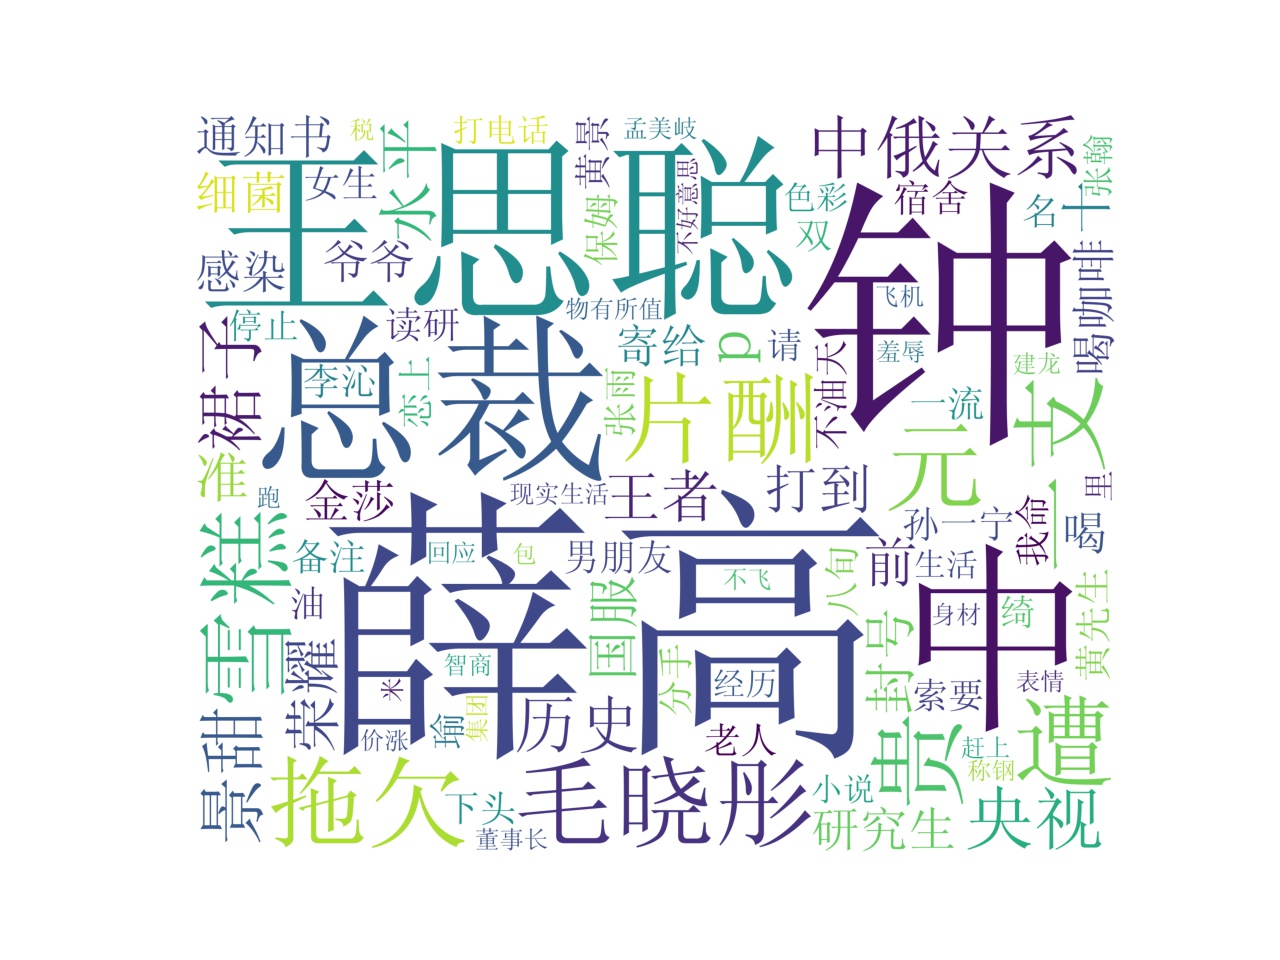 通知书
税
打电话
黄景
孟美岐
中俄关系
张翰
细菌
女生
水平
王思聪
保姆
不好意思
色彩
双
宿舍
名
十
喝咖啡
感染
爷爷
钟
物有所值
飞机
停止
读研
寄给
p
请
不油天
羞辱
建龙
裙子
总裁
李沁
恋上
张雨
片酬
一流
元
一女
准
金莎
跑
现实生活
王者
打到
孙一宁
我命
里
喝
雪糕
备注
薛高
回应
包
男朋友
不飞
八旬
前
生活
申
油
国服
身材
绮
黄先生
荣耀
智商
米
瑜
集团
分手
经历
封号
索要
表情
景甜
价涨
历史
老人
贵
赶上
称钢
遭
拖欠
下头
董事长
毛晓彤
小说
研究生
央视